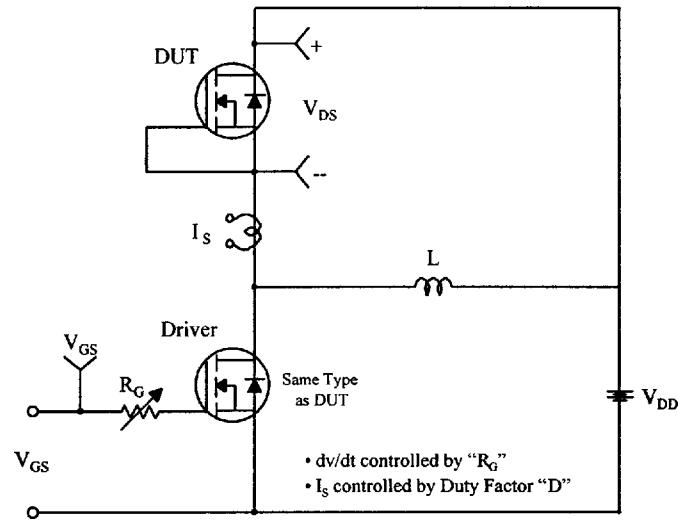 +
DUT
V_DS
--
I_S
L
Driver
V_GS
R_G
Same Type
as DUT
V_DD
V_GS
• dv/dt controlled by “R_G”
• I_S controlled by Duty Factor “D”